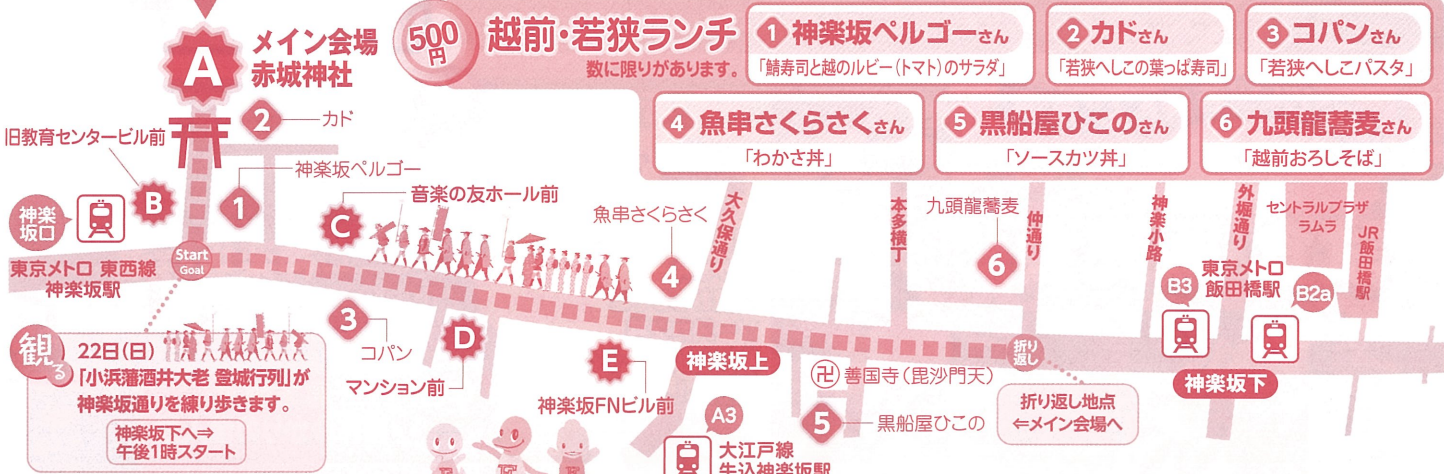 A
メイン会場
赤城神社
500
円
越前・若狭ランチ
数に限りがあります。
1 神楽坂ペルゴーさん
「鯖寿司と越のルビー(トマト)のサラダ」
2 カドさん
「若狭へしこの葉っぱ寿司」
3 コパンさん
「若狭へしこパスタ」
4 魚串さくらさくさん
「わかさ丼」
5 黒船屋ひこのさん
「ソースカツ丼」
6 九頭龍蕎麦さん
「越前おろしそば」
旧教育センタービル前
2
カド
B
1
神楽坂ペルゴー
神楽
坂口
C
音楽の友ホール前
魚串さくらさく
4
大久保通り
本多横丁
九頭龍蕎麦
6
仲通り
神楽小路
外堀通り
セントラルプラザ
ラムラ
JR飯田橋駅
東京メトロ 東西線
神楽坂駅
Start
Goal
B3
東京メトロ
飯田橋駅
B2a
3
コパン
D
マンション前
E
神楽坂FNビル前
神楽坂上
卍 善国寺(毘沙門天)
折り
返し
神楽坂下
5
黒船屋ひこの
折り返し地点
⇐メイン会場へ
A3
大江戸線
牛込神楽坂駅
観る
22日(日)
「小浜藩酒井大老 登城行列」が
神楽坂通りを練り歩きます。
神楽坂下へ⇒
午後1時スタート